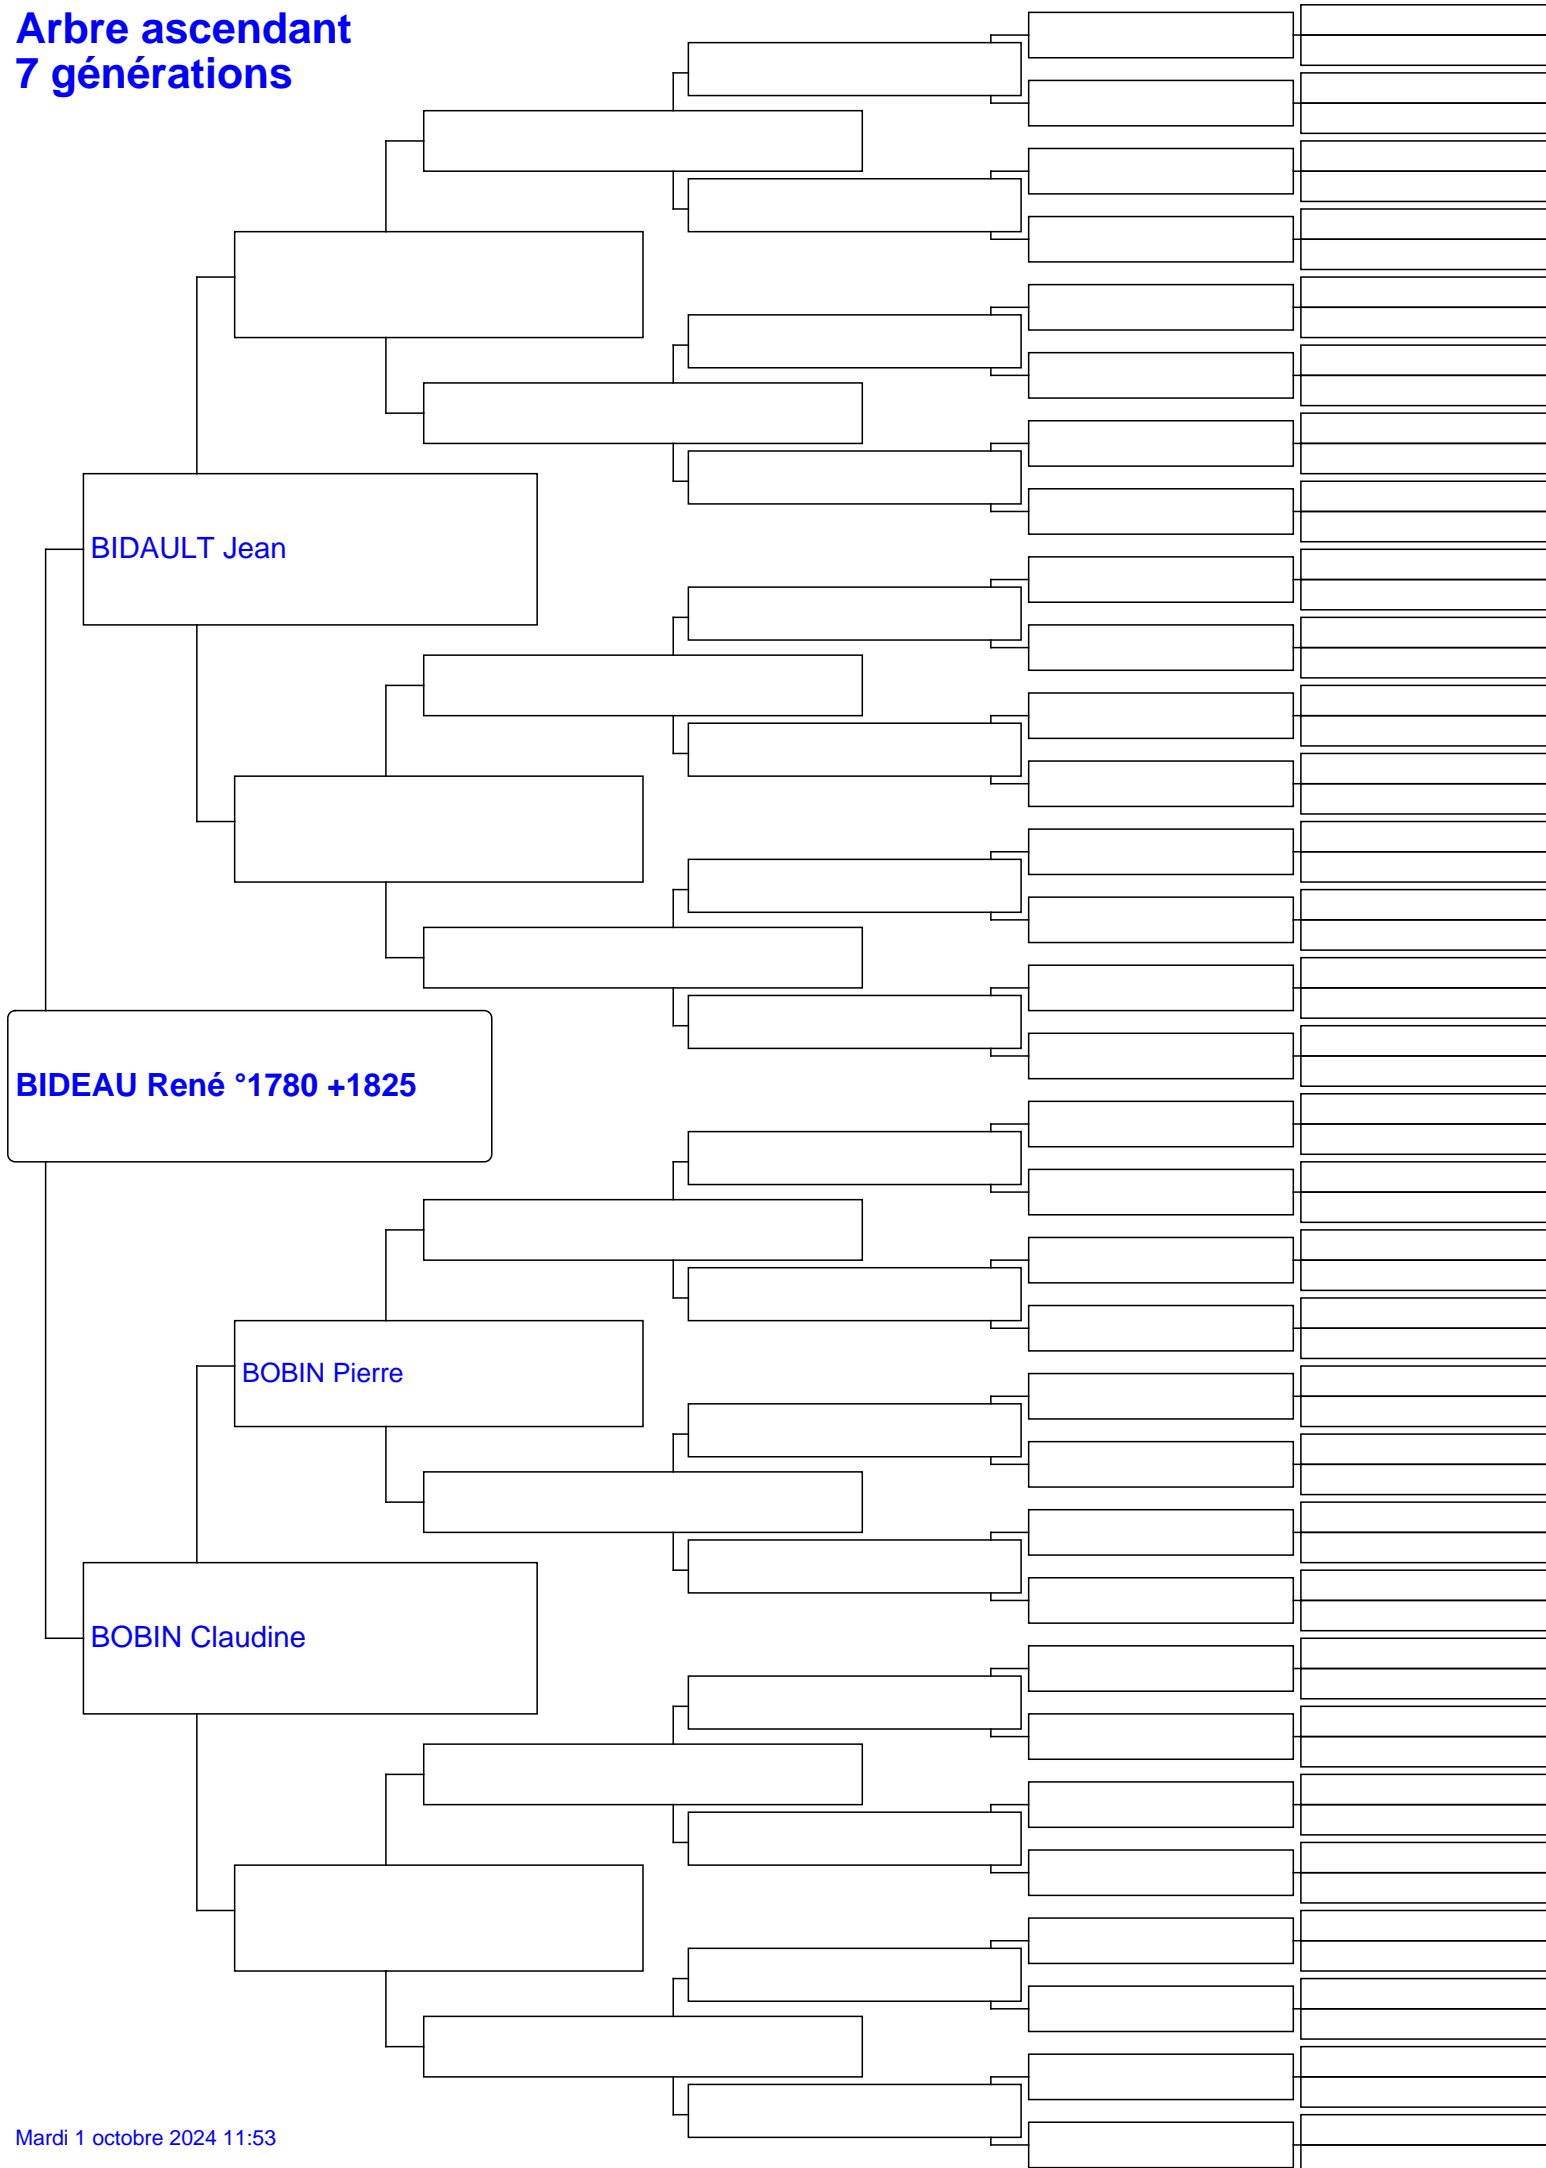 Arbre ascendant
7 générations
BIDAULT Jean
BIDEAU René °1780 +1825
BOBIN Pierre
BOBIN Claudine
Mardi 1 octobre 2024 11:53